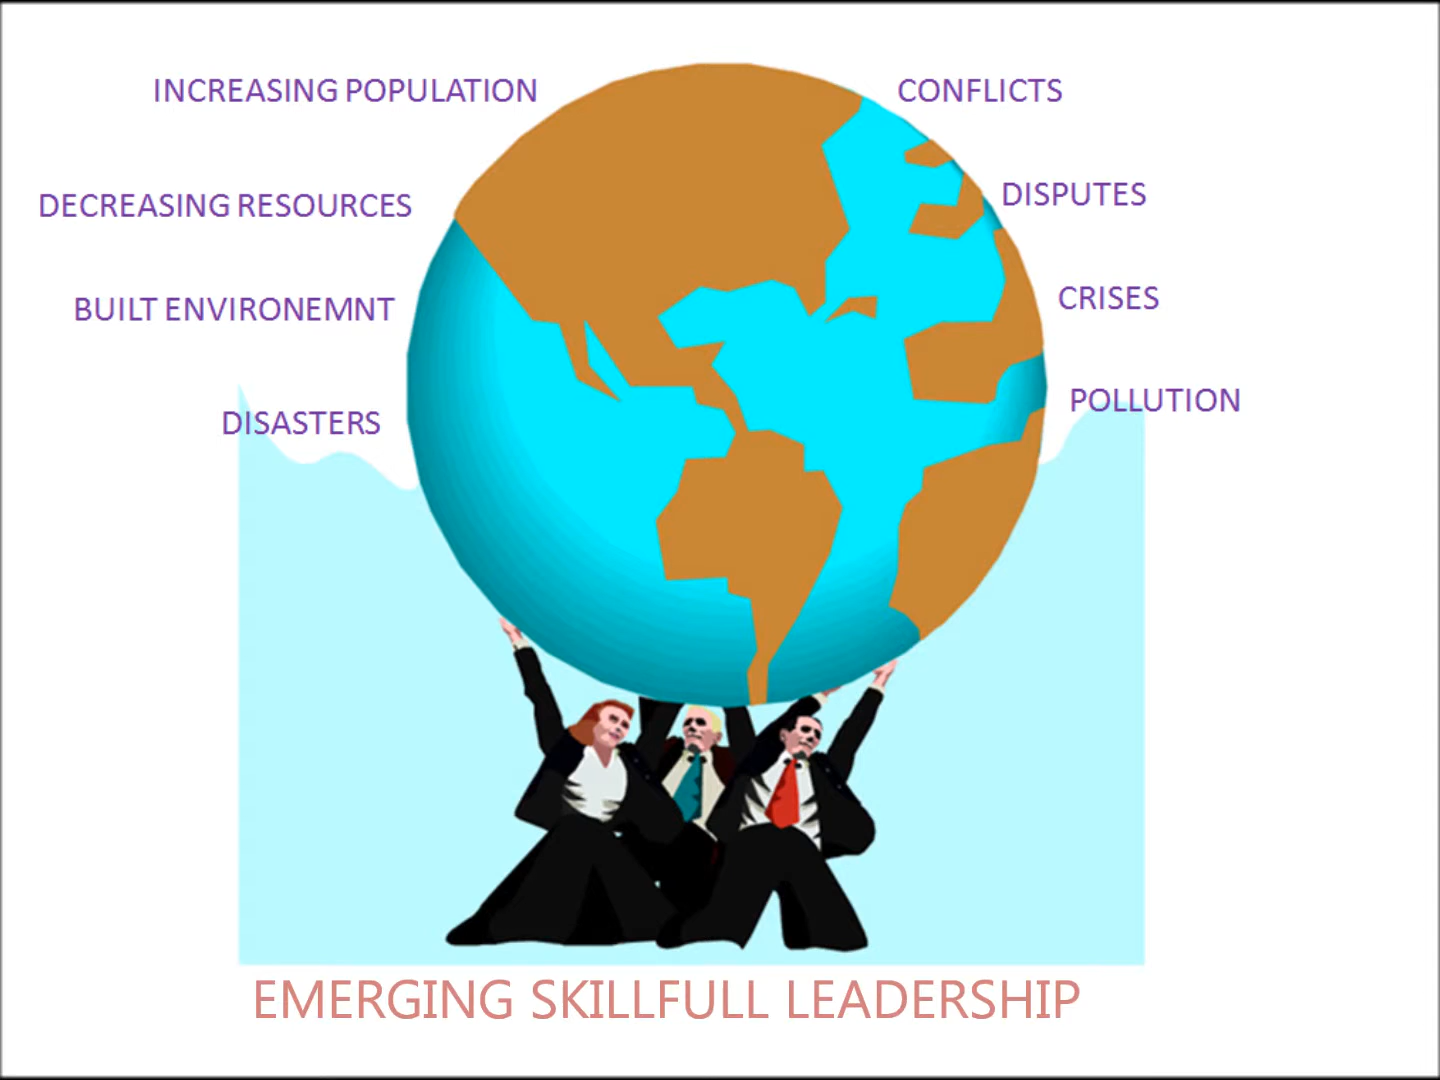 INCREASING POPULATION
DECREASING RESOURCES
BUILT ENVIRONEMNT
DISASTERS
CONFLICTS
DISPUTES
CRISES
POLLUTION
EMERGING SKILLFULL LEADERSHIP